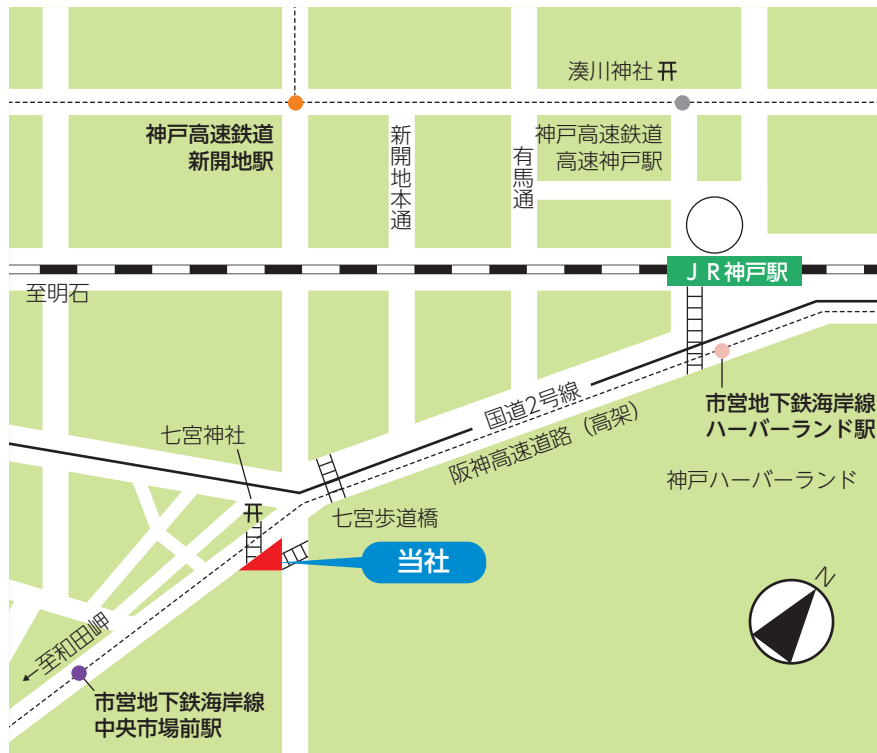 湊川神社
神戸高速鉄道
新開地駅
新開地本通
有馬通
神戸高速鉄道
高速神戸駅
ＪＲ神戸駅
至明石
国道2号線
阪神高速道路（高架）
市営地下鉄海岸線
ハーバーランド駅
七宮神社
神戸ハーバーランド
七宮歩道橋
当社
N
←至和田岬
市営地下鉄海岸線
中央市場前駅